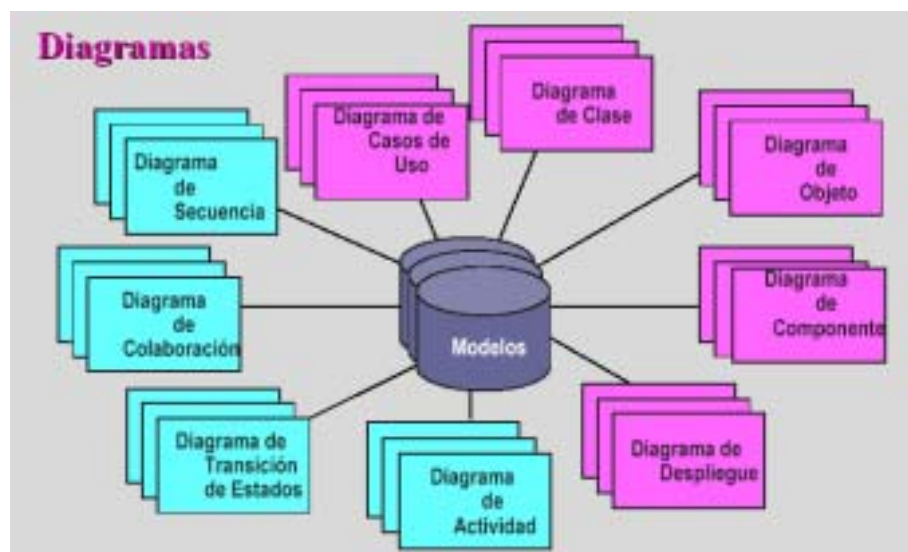 Diagramas
Diagrama de
Casos de
Uso
Diagrama
de Clase
Diagrama
de
Objeto
Diagrama
de
Secuencia
Diagrama
de
Colaboración
Modelos
Diagrama
de
Componente
Diagrama de
Transición
de Estados
Diagrama
de
Actividad
Diagrama de
Despliegue